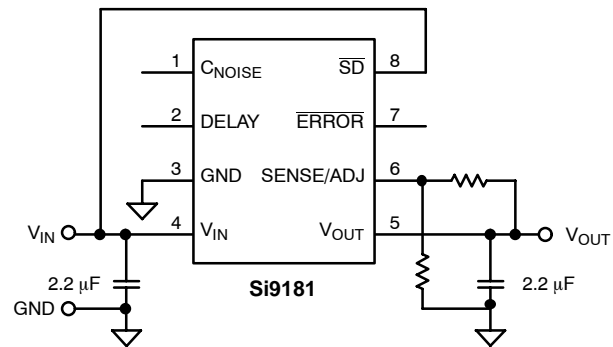 1 C_NOISE SD 8
2 DELAY ERROR 7
3 GND SENSE/ADJ 6
V_IN 4 V_IN V_OUT 5 V_OUT
2.2 μF 2.2 μF
Si9181
GND